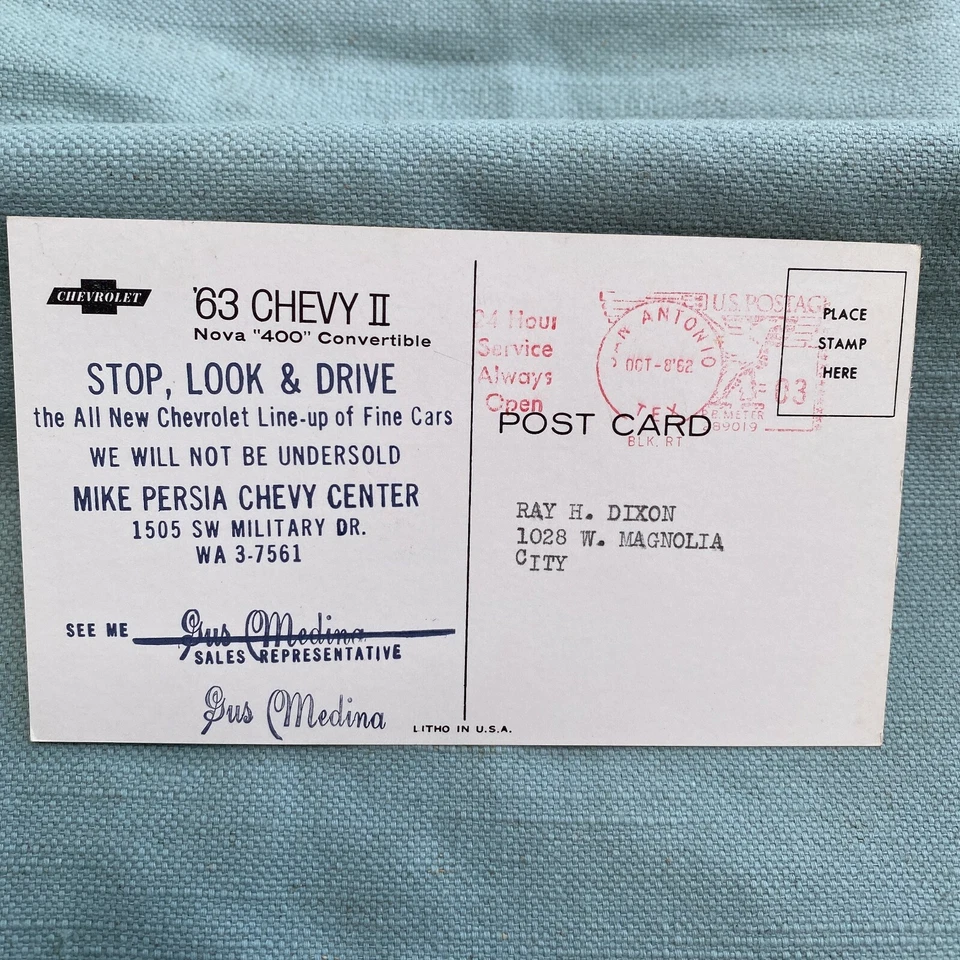 CHEVROLET
'63 CHEVY II
Nova "400" Convertible
STOP, LOOK & DRIVE
the All New Chevrolet Line-up of Fine Cars
WE WILL NOT BE UNDERSOLD
MIKE PERSIA CHEVY CENTER
1505 SW MILITARY DR.
WA 3-7561
SEE ME Gus Medina
SALES REPRESENTATIVE
Gus Medina
LITHO IN U.S.A.
24 Hour
Service
Always
Open
ANTONIO
OCT-8'62
TEX
U.S. POSTAGE
03
METER
BLK. RT
PLACE
STAMP
HERE
POST CARD
RAY H. DIXON
1028 W. MAGNOLIA
CITY